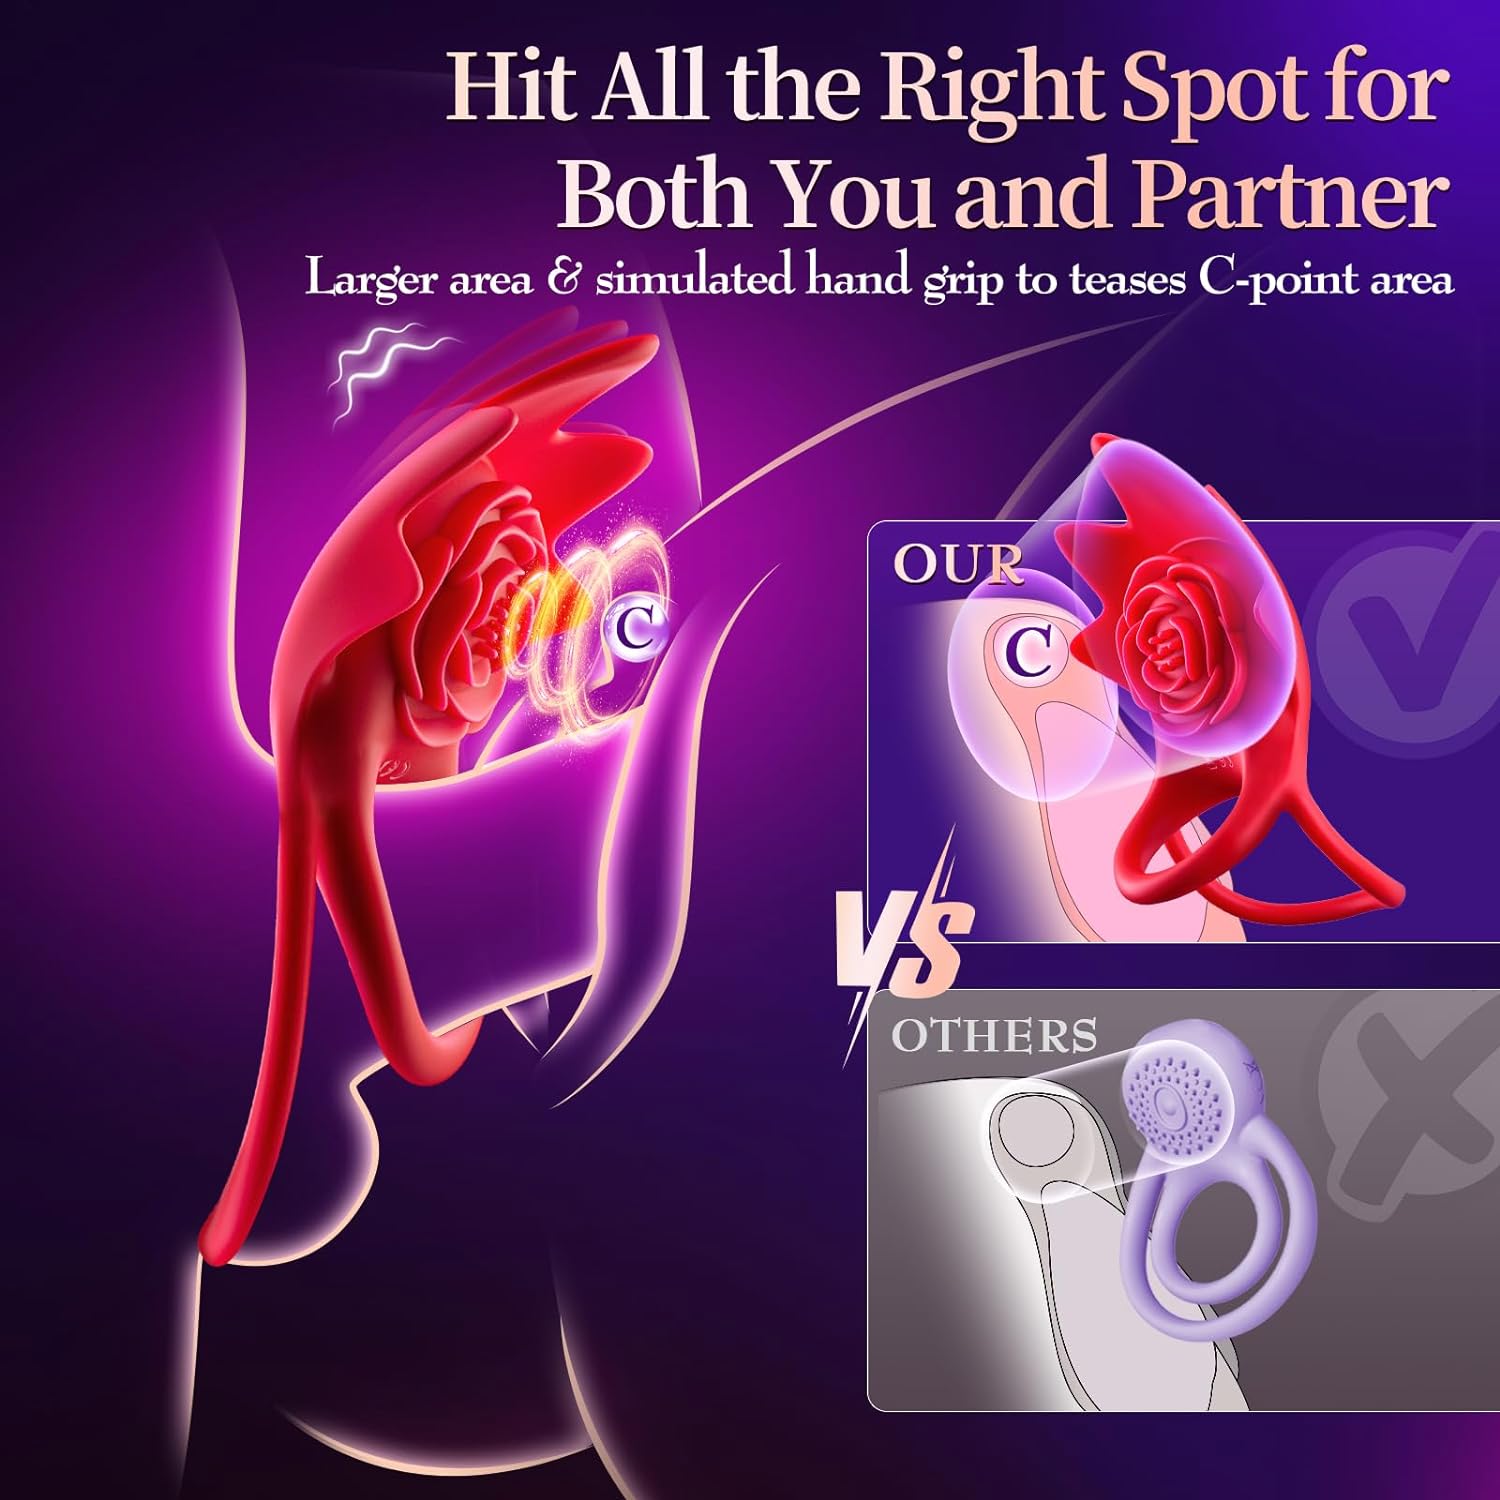 Hit All the Right Spot for
Both You and Partner
Larger area & simulated hand grip to teases C-point area
C
OUR
C
VS
OTHERS